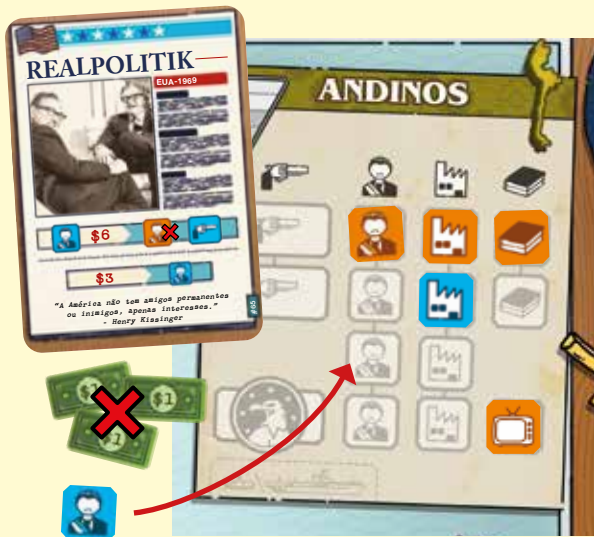 REALPOLITIK
EUA-1969
$6
$3
"A América não tem amigos permanentes
ou inimigos, apenas interesses."
- Henry Kissinger
ANDINOS
$1
$1
$1